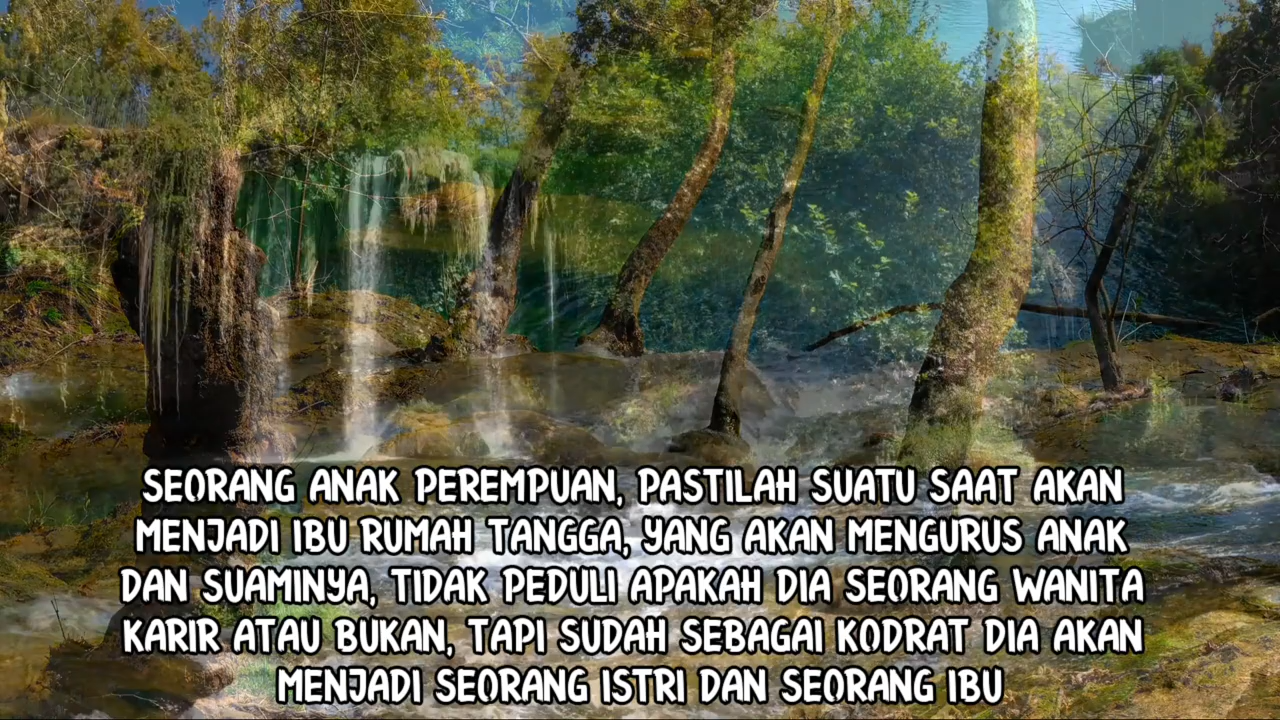 SEORANG ANAK PEREMPUAN, PASTILAH SUATU SAAT AKAN
MENJADI IBU RUMAH TANGGA, YANG AKAN MENGURUS ANAK
DAN SUAMINYA, TIDAK PEDULI APAKAH DIA SEORANG WANITA
KARIR ATAU BUKAN, TAPI SUDAH SEBAGAI KODRAT DIA AKAN
MENJADI SEORANG ISTRI DAN SEORANG IBU